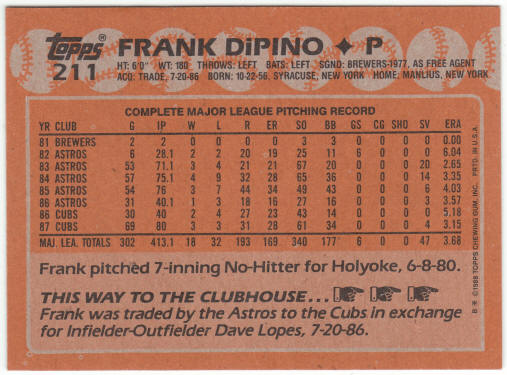 topps
211
FRANK DiPINO ✦ P
HT: 6'0" WT: 180 THROWS: LEFT BATS: LEFT SGND: BREWERS-1977, AS FREE AGENT
ACQ: TRADE, 7-20-86 BORN: 10-22-56, SYRACUSE, NEW YORK HOME: MANLIUS, NEW YORK
COMPLETE MAJOR LEAGUE PITCHING RECORD
YR CLUB G IP W L R ER SO BB GS CG SHO SV ERA
81 BREWERS 2 2 0 0 0 0 3 3 0 0 0 0 0.00
82 ASTROS 6 28.1 2 2 20 19 25 11 6 0 0 0 6.04
83 ASTROS 53 71.1 3 4 21 21 67 20 0 0 0 20 2.65
84 ASTROS 57 75.1 4 9 32 28 65 36 0 0 0 14 3.35
85 ASTROS 54 76 3 7 44 34 49 43 0 0 0 6 4.03
86 ASTROS 31 40.1 1 3 18 16 27 16 0 0 0 3 3.57
86 CUBS 30 40 2 4 27 23 43 14 0 0 0 0 5.18
87 CUBS 69 80 3 3 31 28 61 34 0 0 0 4 3.15
MAJ. LEA. TOTALS 302 413.1 18 32 193 169 340 177 6 0 0 47 3.68
Frank pitched 7-inning No-Hitter for Holyoke, 6-8-80.
THIS WAY TO THE CLUBHOUSE...
Frank was traded by the Astros to the Cubs in exchange
for Infielder-Outfielder Dave Lopes, 7-20-86.
B ✻ ©1988 TOPPS CHEWING GUM, INC. PRTD. IN U.S.A.